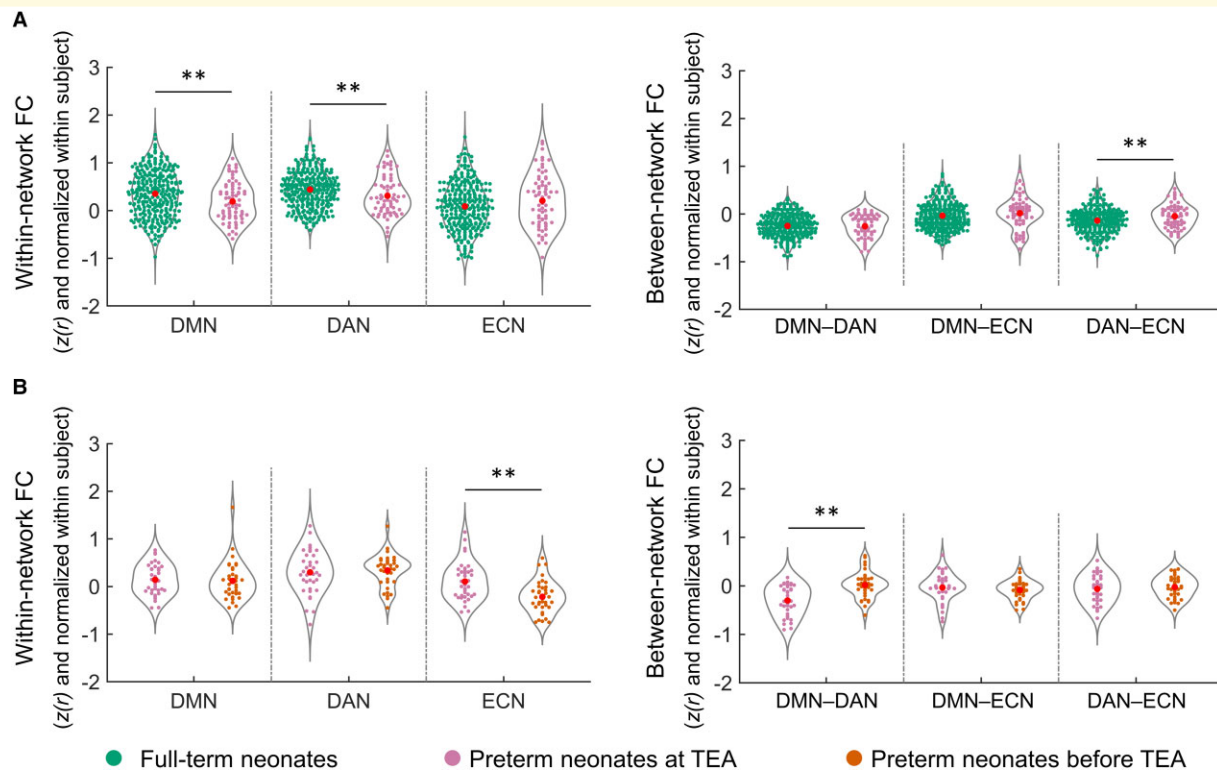 A
Within-network FC
(z(r) and normalized within subject)
3
2
1
0
-1
-2
**
**
DMN
DAN
ECN
Between-network FC
(z(r) and normalized within subject)
3
2
1
0
-1
-2
**
DMN–DAN
DMN–ECN
DAN–ECN
B
Within-network FC
(z(r) and normalized within subject)
3
2
1
0
-1
-2
**
DMN
DAN
ECN
Between-network FC
(z(r) and normalized within subject)
3
2
1
0
-1
-2
**
DMN–DAN
DMN–ECN
DAN–ECN
Full-term neonates
Preterm neonates at TEA
Preterm neonates before TEA